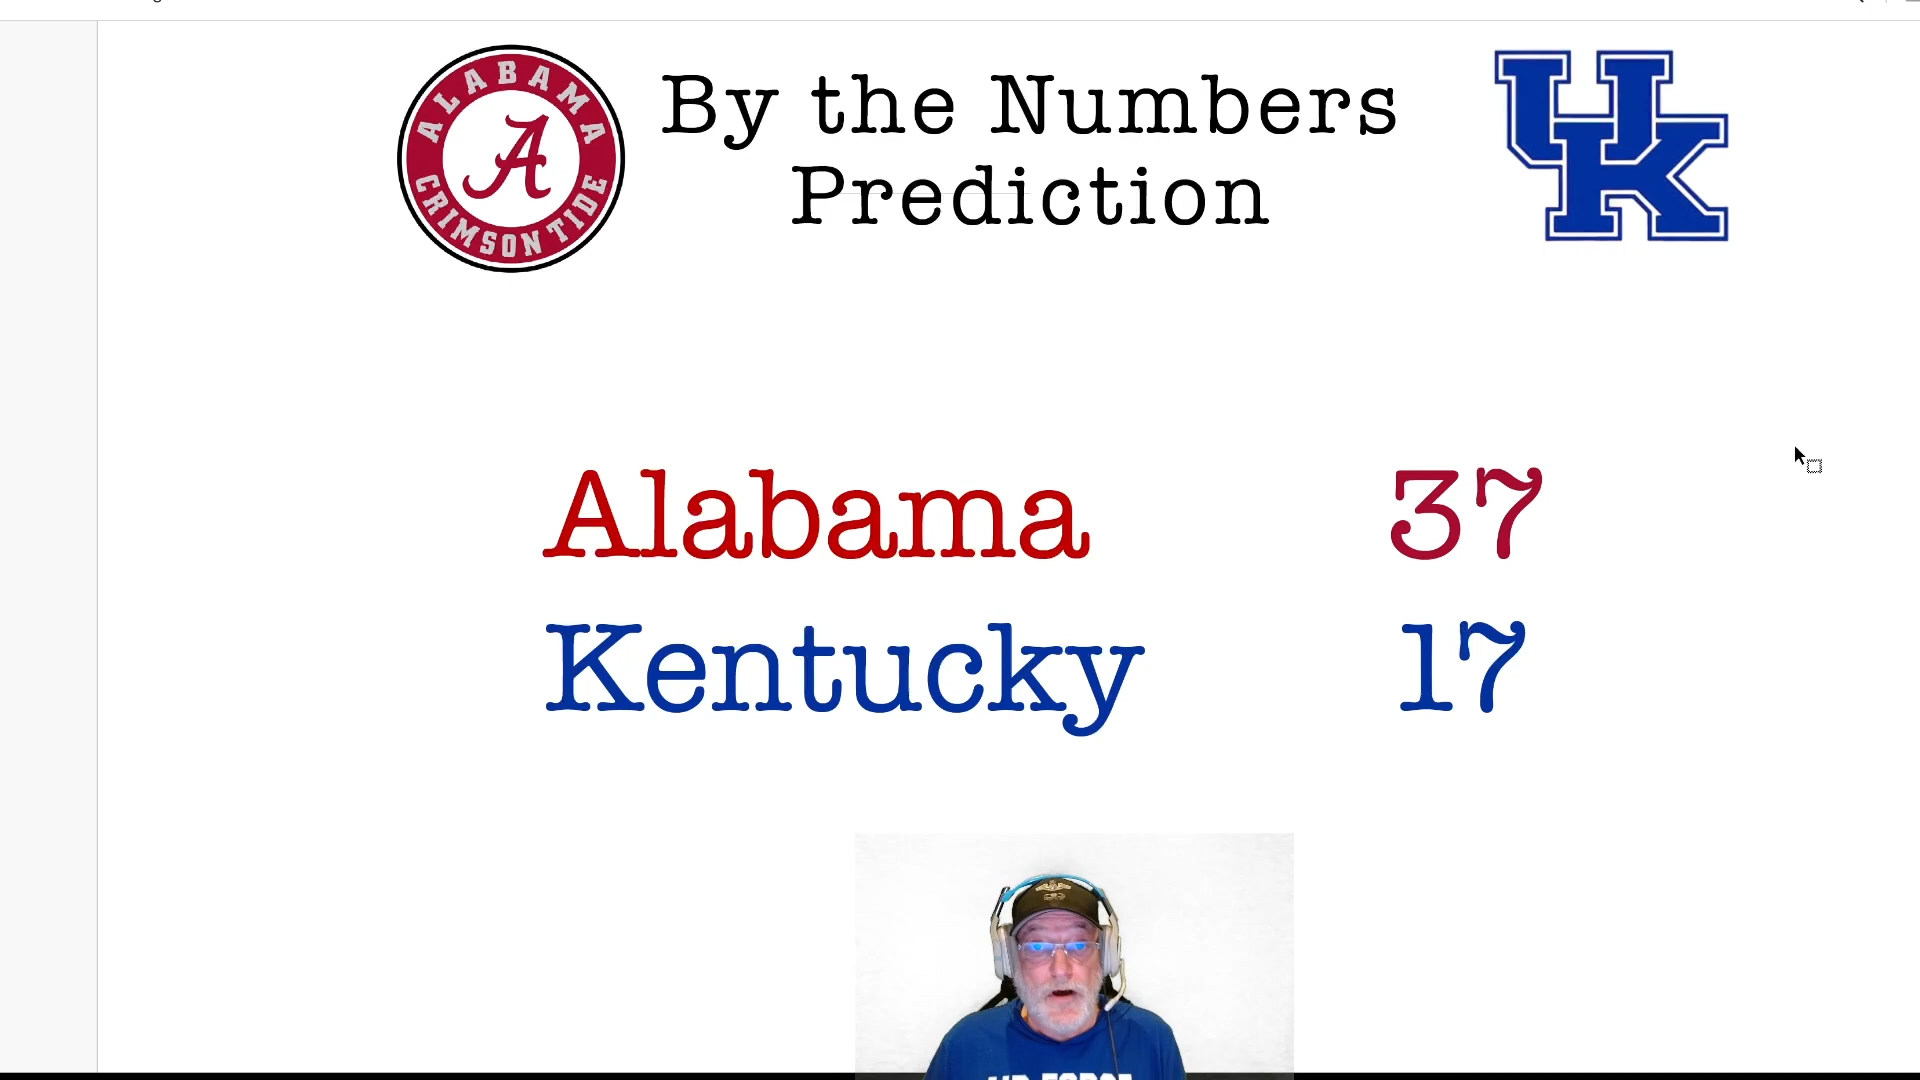 ALABAMA
A
CRIMSON TIDE
By the Numbers
Prediction
UK
Alabama 37
Kentucky 17